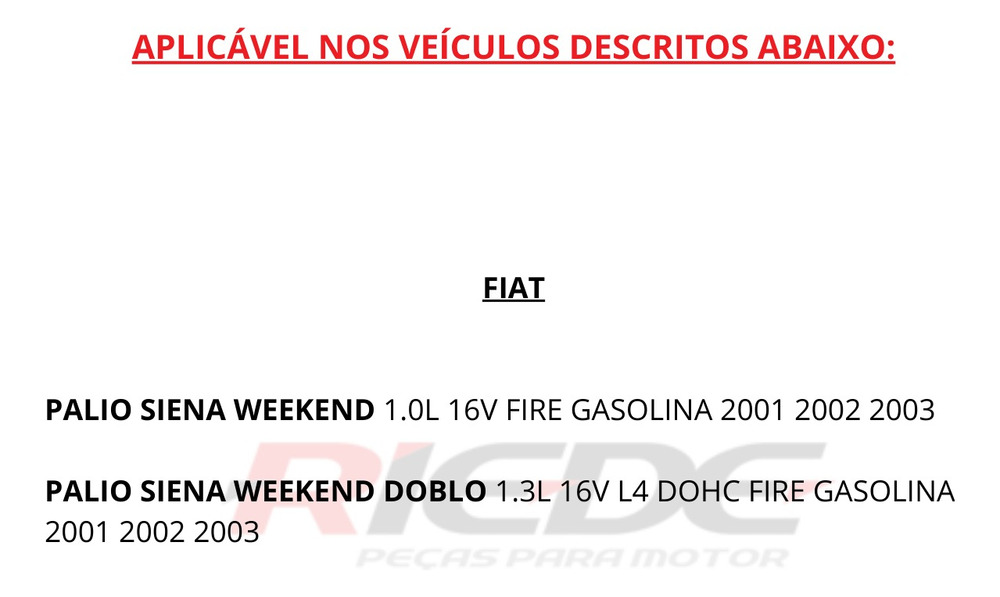 APLICÁVEL NOS VEÍCULOS DESCRITOS ABAIXO:
FIAT
PALIO SIENA WEEKEND 1.0L 16V FIRE GASOLINA 2001 2002 2003
PALIO SIENA WEEKEND DOBLO 1.3L 16V L4 DOHC FIRE GASOLINA
2001 2002 2003
RIEDE
PEÇAS PARA MOTOR